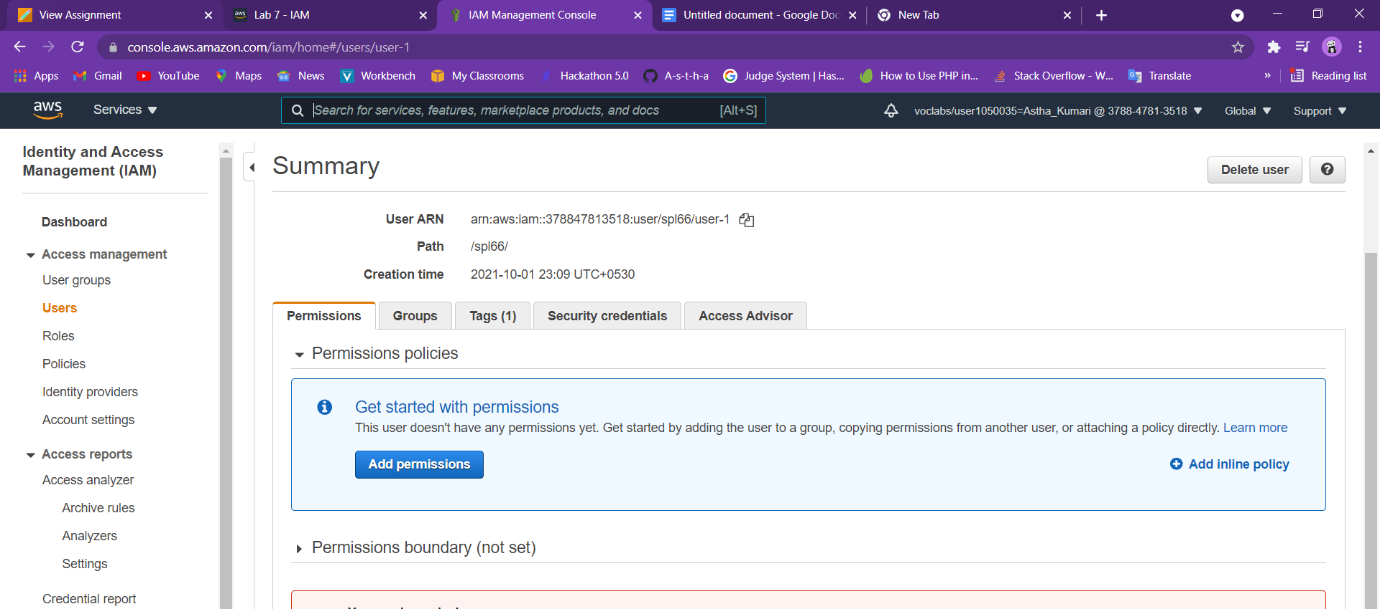 View Assignment
Lab 7 - IAM
IAM Management Console
Untitled document - Google Doc
New Tab
console.aws.amazon.com/iam/home#/users/user-1
Apps Gmail YouTube Maps News Workbench My Classrooms Hackathon 5.0 A-s-t-h-a Judge System | Has... How to Use PHP in... Stack Overflow - W... Translate » Reading list
aws Services Search for services, features, marketplace products, and docs [Alt+S] voclabs/user1050035=Astha_Kumari @ 3788-4781-3518 Global Support
Identity and Access
Management (IAM)
Dashboard
Access management
User groups
Users
Roles
Policies
Identity providers
Account settings
Access reports
Access analyzer
Archive rules
Analyzers
Settings
Credential report
Summary
Delete user
User ARN arn:aws:iam::378847813518:user/spl66/user-1
Path /spl66/
Creation time 2021-10-01 23:09 UTC+0530
Permissions Groups Tags (1) Security credentials Access Advisor
Permissions policies
Get started with permissions
This user doesn't have any permissions yet. Get started by adding the user to a group, copying permissions from another user, or attaching a policy directly. Learn more
Add permissions Add inline policy
Permissions boundary (not set)